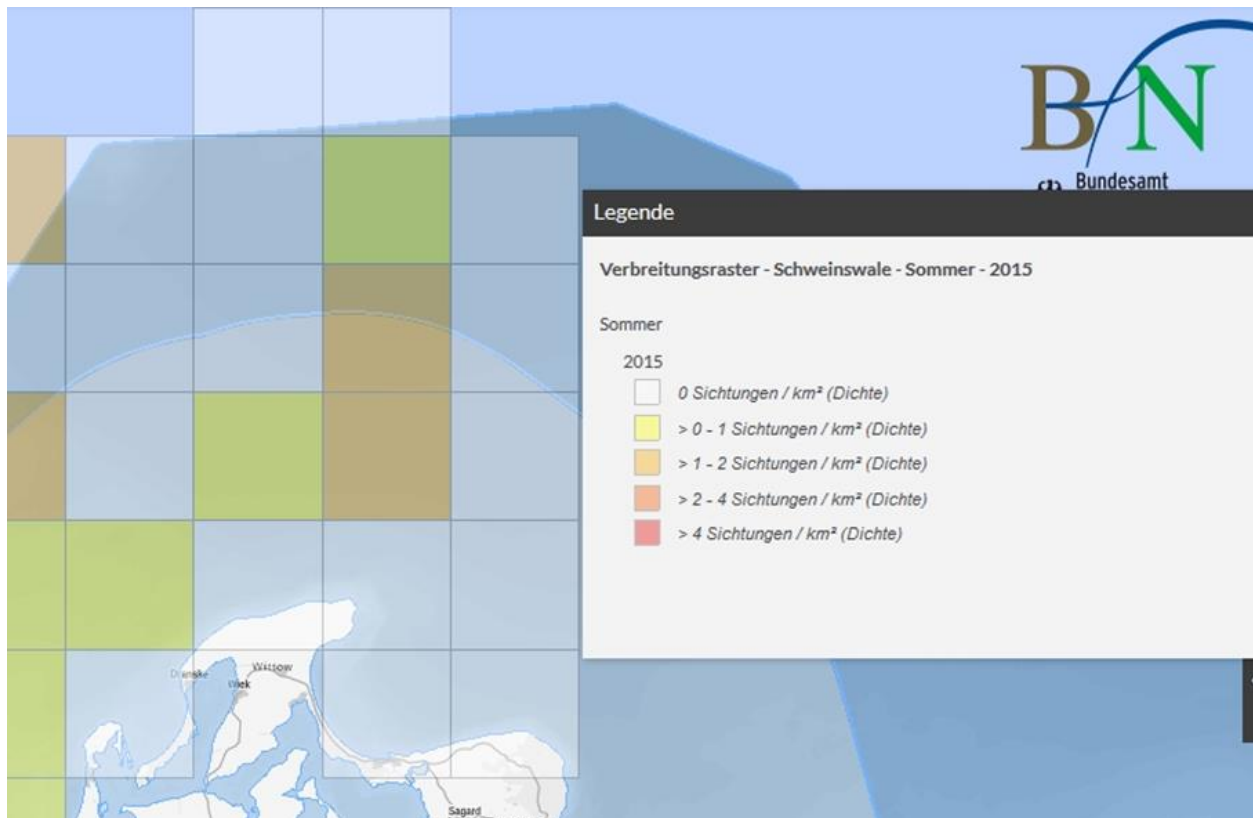 BfN
Bundesamt
Legende
Verbreitungsraster - Schweinswale - Sommer - 2015
Sommer
2015
0 Sichtungen / km² (Dichte)
> 0 - 1 Sichtungen / km² (Dichte)
> 1 - 2 Sichtungen / km² (Dichte)
> 2 - 4 Sichtungen / km² (Dichte)
> 4 Sichtungen / km² (Dichte)
Dranske
Wittow
Wiek
Sagard